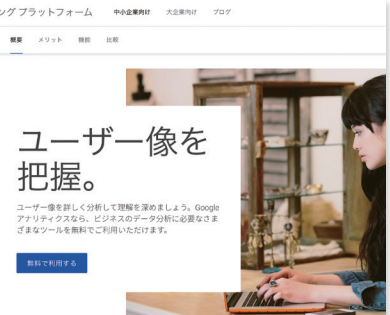 ング プラットフォーム 中小企業向け 大企業向け ブログ
概要 メリット 機能 比較
ユーザー像を
把握。
ユーザー像を詳しく分析して理解を深めましょう。Google
アナリティクスなら、ビジネスのデータ分析に必要なさま
ざまなツールを無料でご利用いただけます。
無料で利用する